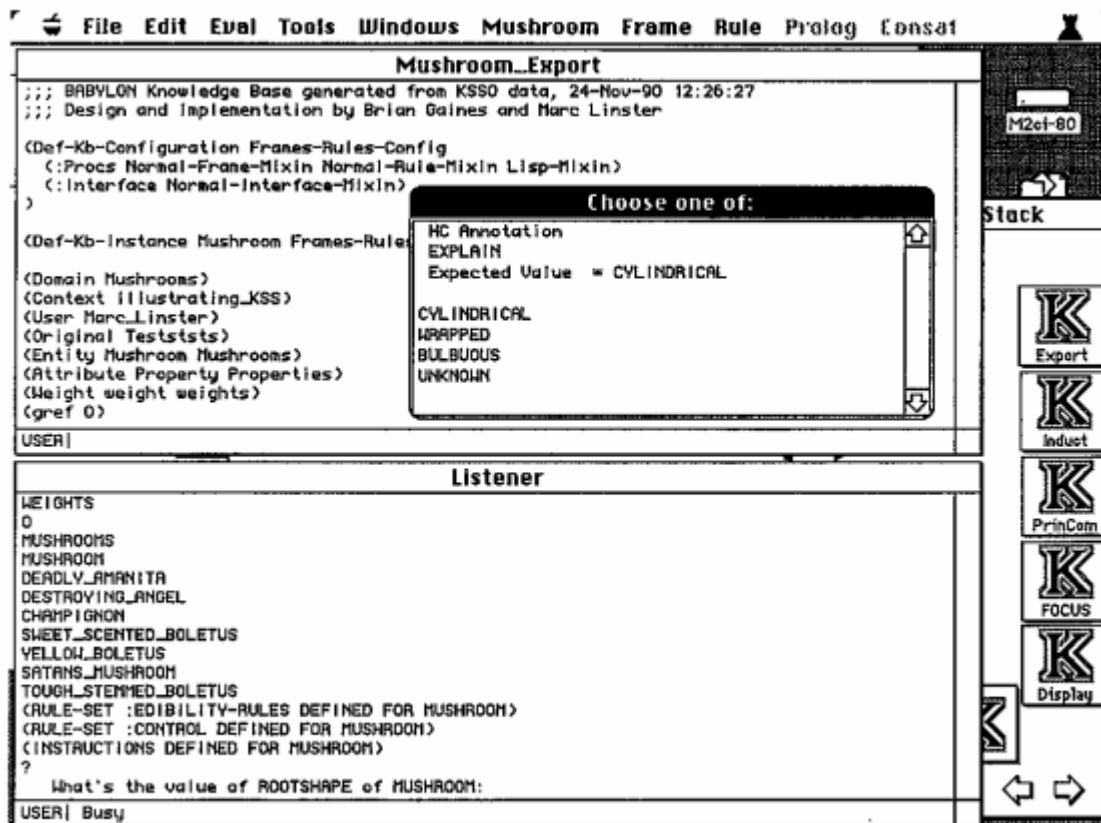 File Edit Eval Tools Windows Mushroom Frame Rule Prolog Consat
Mushroom_Export
;;; BABYLON Knowledge Base generated from KSSO data, 24-Nov-90 12:26:27
;;; Design and Implementation by Brian Gaines and Marc Linster
(Def-Kb-Configuration Frames-Rules-Config
(:Procs Normal-Frame-Mixin Normal-Rule-Mixin Lisp-Mixin)
(:Interface Normal-Interface-Mixin)
)
(Def-Kb-Instance Mushroom Frames-Rules
(Domain Mushrooms)
(Context illustrating_KSS)
(User Marc_Linster)
(Original Testststs)
(Entity Mushroom Mushrooms)
(Attribute Property Properties)
(Weight weight weights)
(gref 0)
USER|
Choose one of:
HC Annotation
EXPLAIN
Expected Value = CYLINDRICAL
CYLINDRICAL
WRAPPED
BULBUOUS
UNKNOWN
Listener
WEIGHTS
0
MUSHROOMS
MUSHROOM
DEADLY_AMANITA
DESTROYING_ANGEL
CHAMPIGNON
SWEET_SCENTED_BOLETUS
YELLOW_BOLETUS
SATANS_MUSHROOM
TOUGH_STEMMED_BOLETUS
(RULE-SET :EDIBILITY-RULES DEFINED FOR MUSHROOM)
(RULE-SET :CONTROL DEFINED FOR MUSHROOM)
(INSTRUCTIONS DEFINED FOR MUSHROOM)
?
What's the value of ROOTSHAPE of MUSHROOM:
USER| Busy
M2ci-80
Stack
K
Export
K
Induct
K
PrinCom
K
FOCUS
K
Display
K